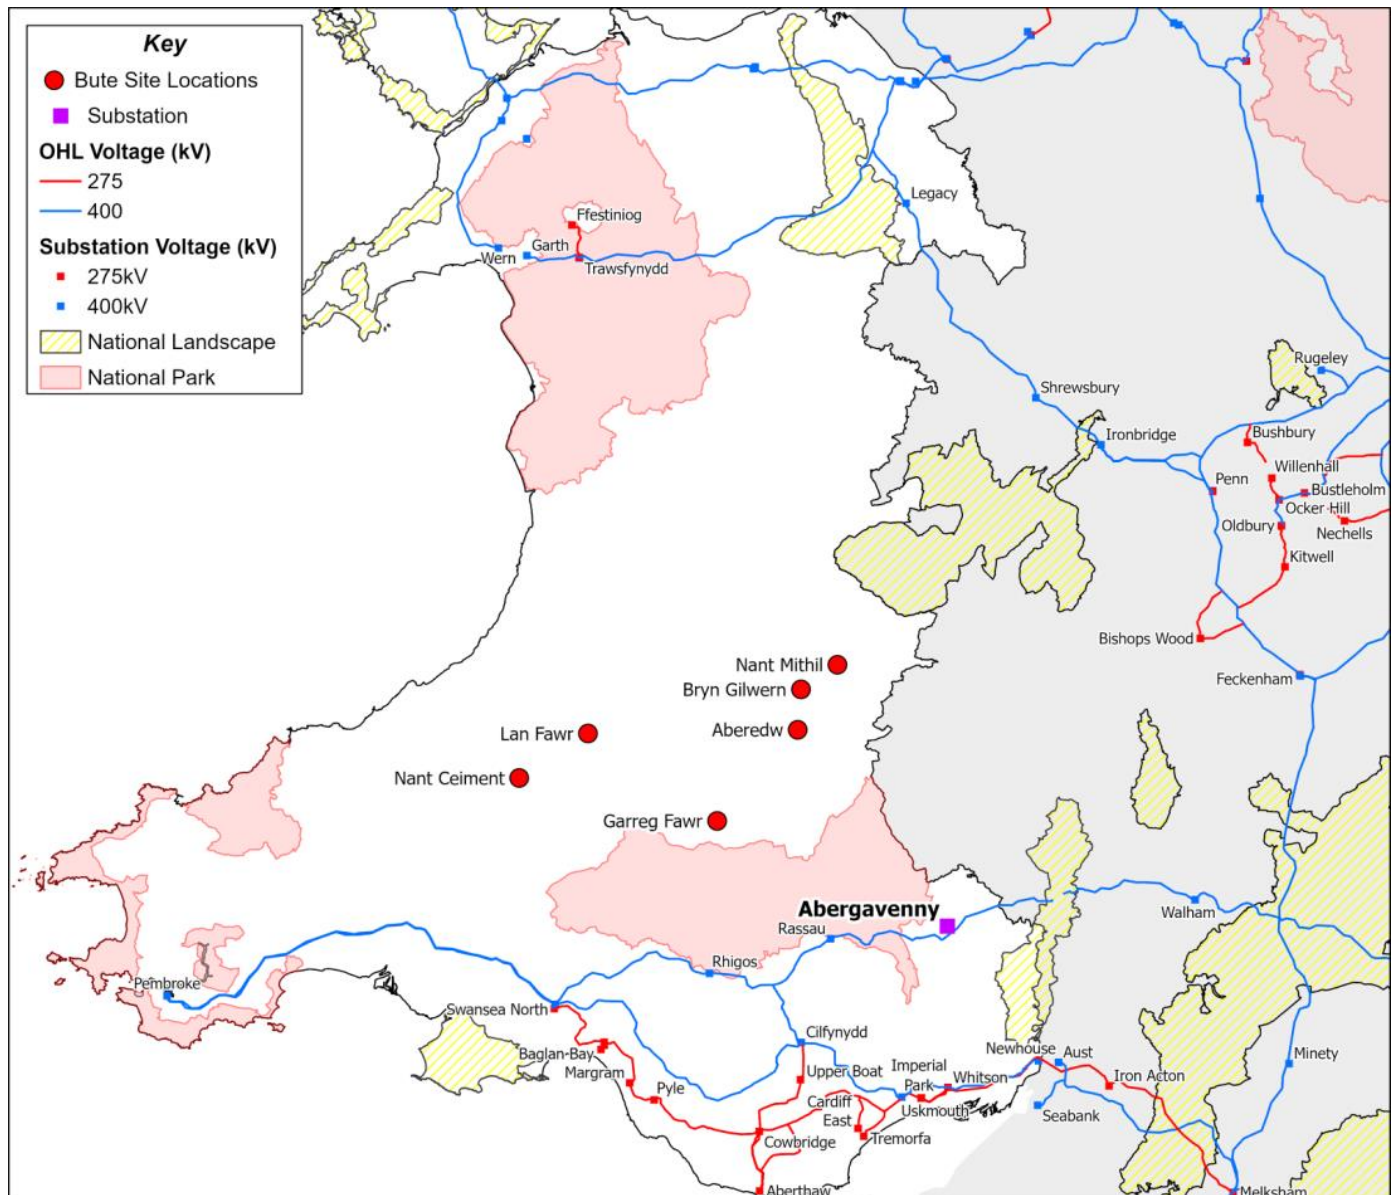 Key
Bute Site Locations
Substation
OHL Voltage (kV)
275
400
Substation Voltage (kV)
275kV
400kV
National Landscape
National Park
Legacy
Ffestiniog
Garth
Wern
Trawsfynydd
Rugeley
Shrewsbury
Ironbridge
Bushbury
Willenhall
Penn
Bustleholm
Ocker Hill
Oldbury
Nechells
Kitwell
Bishops Wood
Nant Mithil
Feckenham
Bryn Gilwern
Lan Fawr
Aberedw
Nant Ceiment
Garreg Fawr
Abergavenny
Walham
Rassau
Rhigos
Pembroke
Swansea North
Cilfynydd
Newhouse
Aust
Minety
Baglan-Bay
Imperial
Park
Whitson
Margram
Upper Boat
Iron Acton
Pyle
Cardiff
East
Uskmouth
Seabank
Tremorfa
Cowbridge
Aberthaw
Melksham